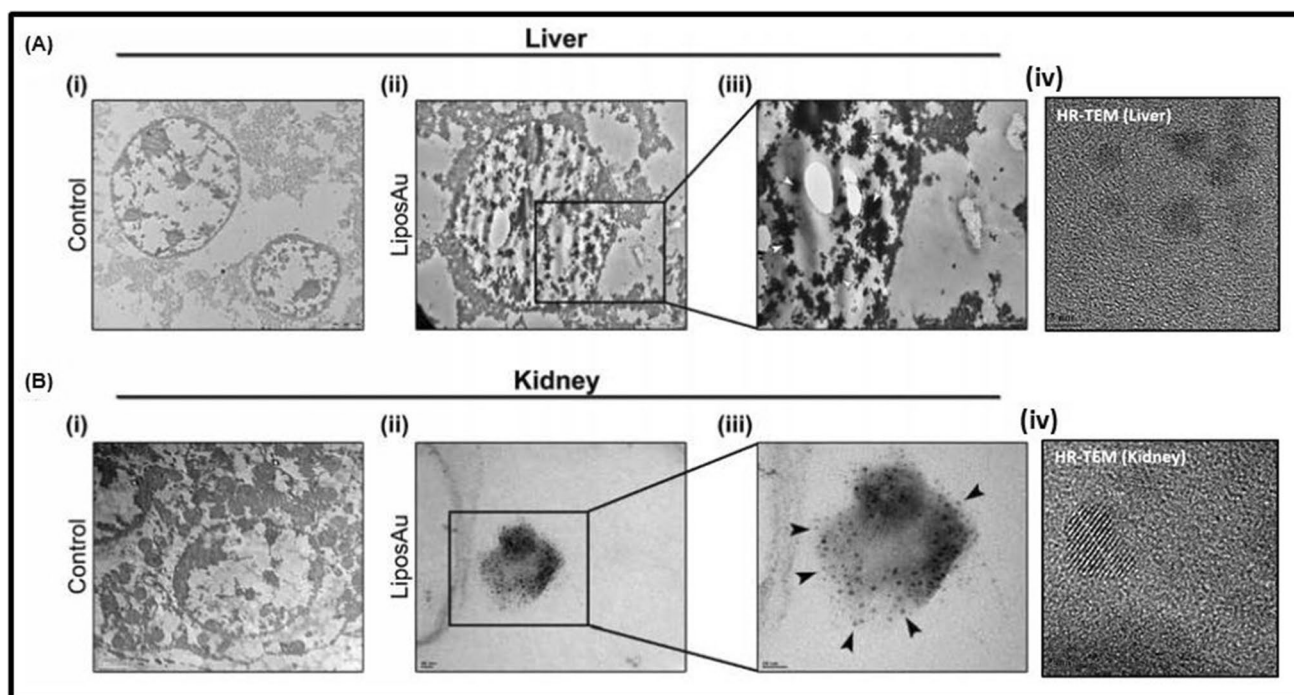 (A)
Liver
(i)
(ii)
(iii)
(iv)
Control
LiposAu
HR-TEM (Liver)
(B)
Kidney
(i)
(ii)
(iii)
(iv)
Control
LiposAu
HR-TEM (Kidney)